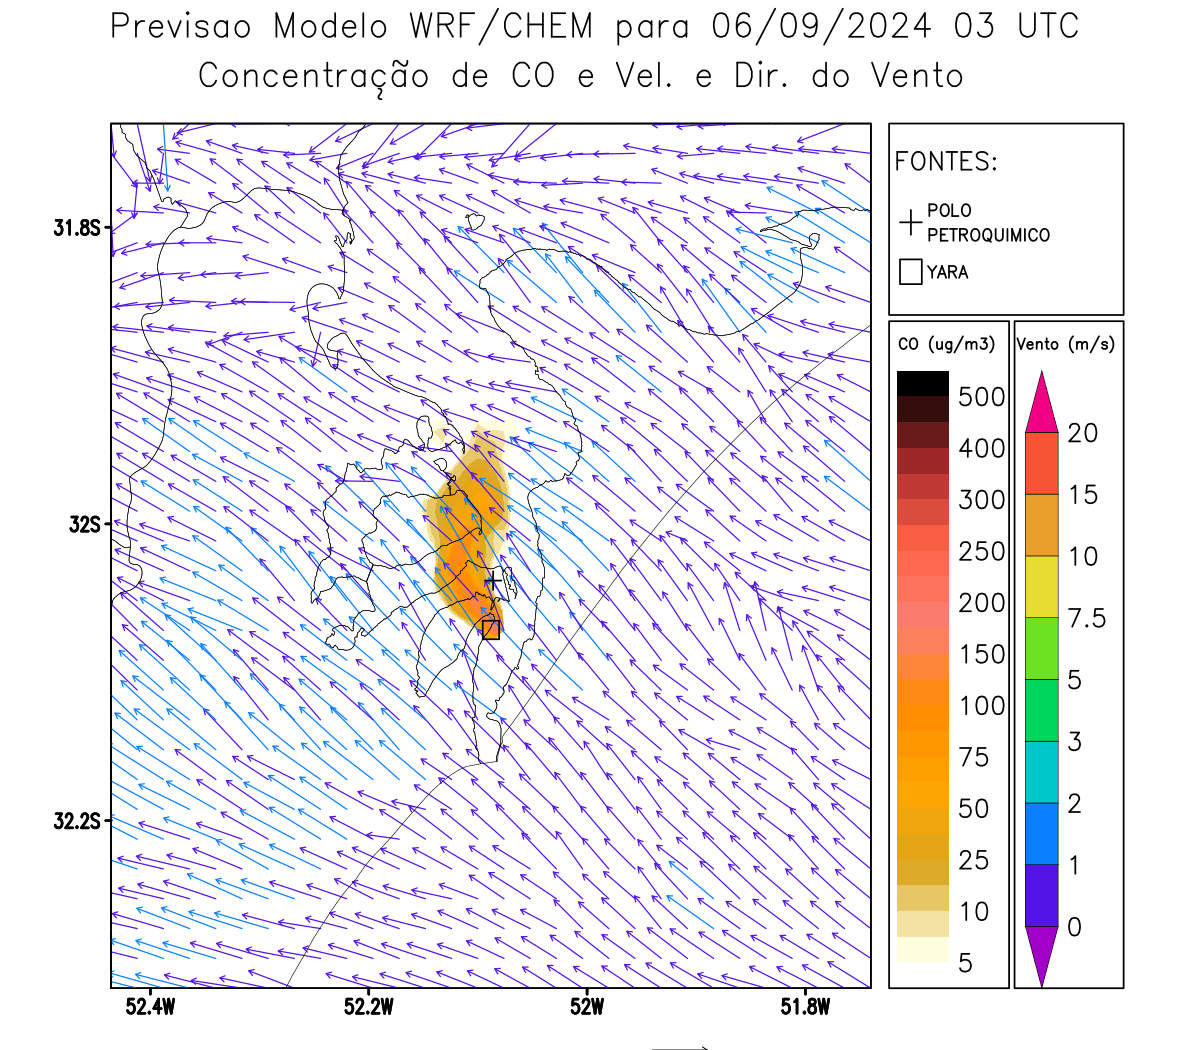 Previsao Modelo WRF/CHEM para 06/09/2024 03 UTC
Concentração de CO e Vel. e Dir. do Vento
FONTES:
POLO
PETROQUIMICO
YARA
CO (ug/m3)
500
400
300
250
200
150
100
75
50
25
10
5
Vento (m/s)
20
15
10
7.5
5
3
2
1
0
31.8S
32S
32.2S
52.4W 52.2W 52W 51.8W